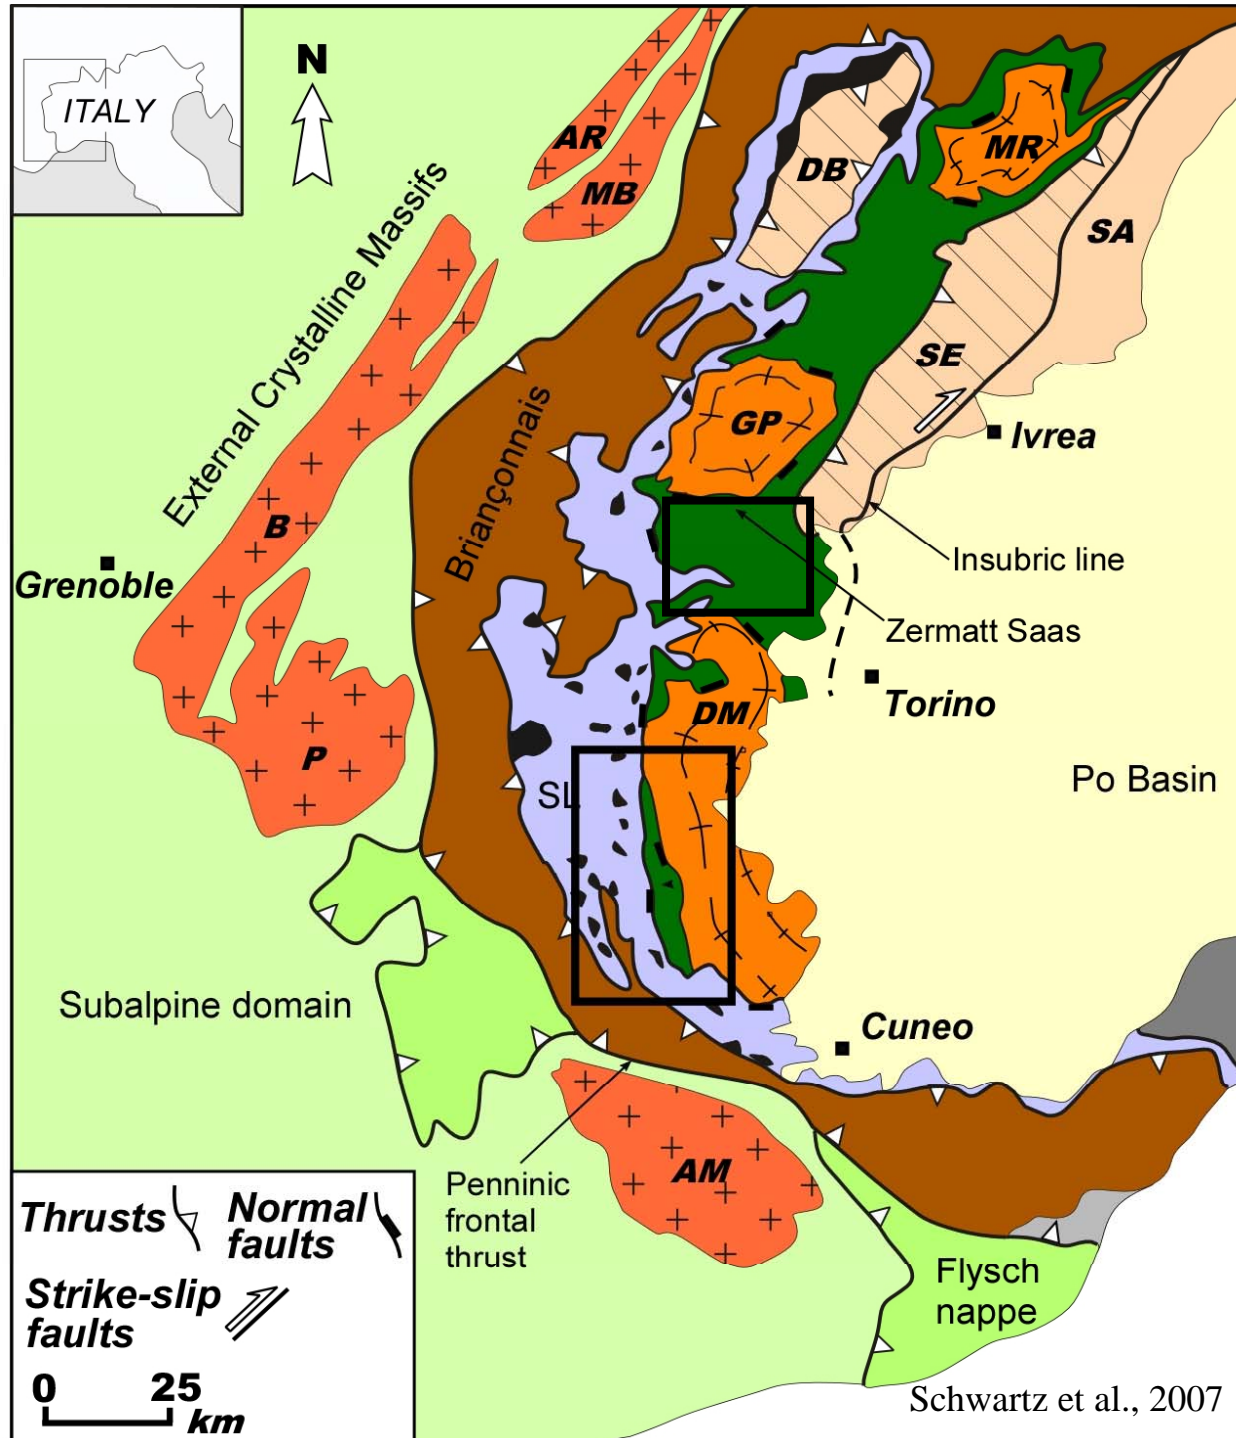 ITALY
N
AR
MB
DB
MR
SA
External Crystalline Massifs
SE
Briançonnais
GP
Ivrea
B
Grenoble
Insubric line
Zermatt Saas
DM
Torino
P
SL
Po Basin
Subalpine domain
Cuneo
Penninic
frontal
thrust
AM
Flysch
nappe
Thrusts
Normal
faults
Strike-slip
faults
0 25
km
Schwartz et al., 2007